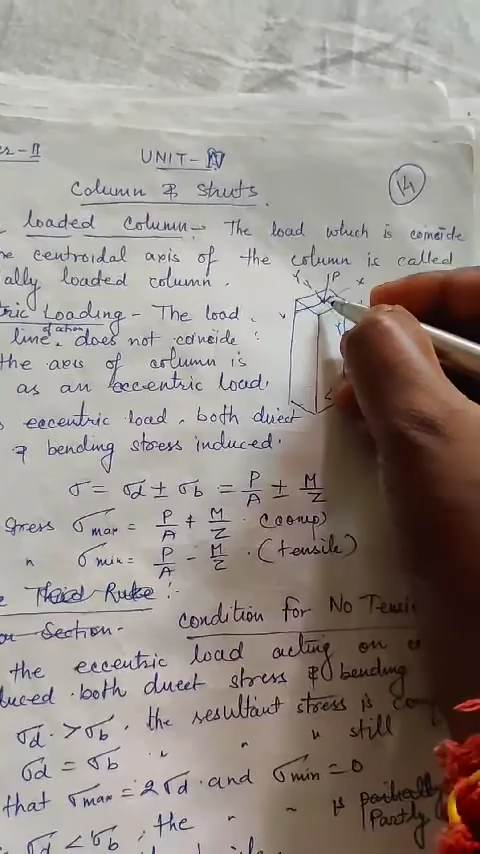 UNIT- IV
14
Column & Struts
loaded column → The load which is coincide
centroidal axis of the column is called
ally loaded column.
ric Loading - The load
of action
line does not coincide
the axis of column is
as an eccentric load.
eccentric load, both direct
& bending stress induced.
P
Y
X
σ = σd ± σb = P/A ± M/Z
stress σmax = P/A + M/Z (comp)
" σmin = P/A - M/Z (tensile)
Third Rule :-
Section- condition for No Tensi
the eccentric load acting on
duced both direct stress & bending
σd > σb, the resultant stress is comp
σd = σb " " " still
that σmax = 2σd and σmin = 0
σd < σb, the " " is partially
Partly